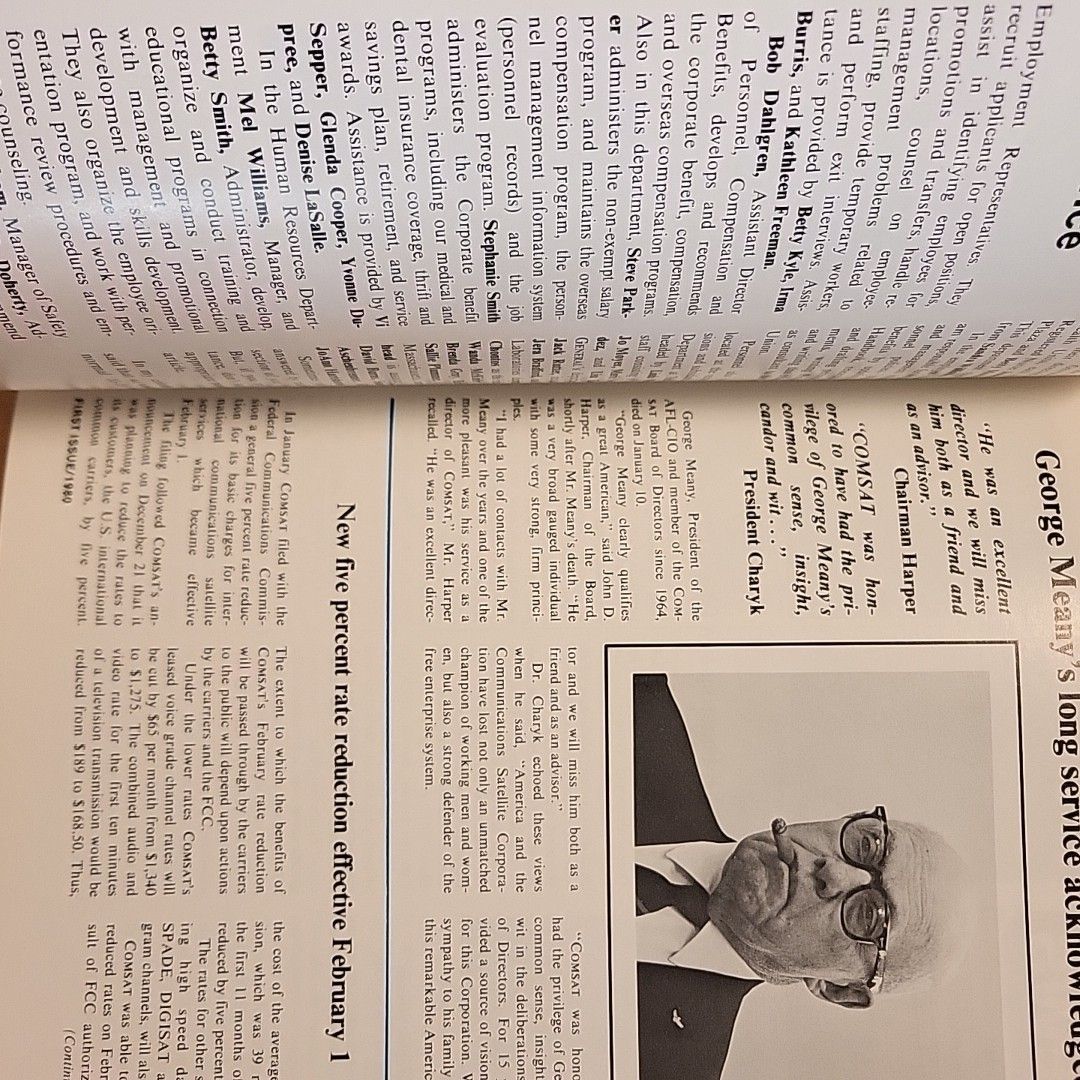 Employment Representatives. They
recruit applicants for open positions,
assist in identifying employees for
promotions and transfers, handle re-
locations, counsel on employee-
management problems related to
staffing, provide temporary workers,
and perform exit interviews. Assis-
tance is provided by Betty Kyle, Irma
Burris, and Kathleen Freeman.
Bob Dahlgren, Assistant Director
of Personnel, Compensation and
Benefits, develops and recommends
the corporate benefit, compensation,
and overseas compensation programs.
Also in this department, Steve Park-
er administers the non-exempt salary
program, and maintains the overseas
compensation program, the person-
nel management information system
(personnel records) and the job
evaluation program. Stephanie Smith
administers the Corporate benefit
programs, including our medical and
dental insurance coverage, thrift and
savings plan, retirement, and service
awards. Assistance is provided by Vi
Sepper, Glenda Cooper, Yvonne Du-
pree, and Denise LaSalle.
In the Human Resources Depart-
ment Mel Williams, Manager, and
Betty Smith, Administrator, develop,
organize and conduct training and
educational programs in connection
with management and promotional
development and skills development.
They also organize the employee ori-
entation program, and work with per-
formance review procedures and em-
counseling.
Manager of Safety
Doherty, Ad-
George Meany's long service acknowledged
"He was an excellent
director and we will miss
him both as a friend and
as an advisor."
Chairman Harper
"COMSAT was hon-
ored to have had the pri-
vilege of George Meany's
common sense, insight,
candor and wit . . . "
President Charyk
George Meany, President of the
AFL-CIO and member of the COM-
SAT Board of Directors since 1964,
died on January 10.
"George Meany clearly qualifies
as a great American," said John D.
Harper, Chairman of the Board,
shortly after Mr. Meany's death. "He
was a very broad gauged individual
with some very strong, firm princi-
ples.
"I had a lot of contacts with Mr.
Meany over the years and one of the
more pleasant was his service as a
director of COMSAT," Mr. Harper
recalled. "He was an excellent direc-
tor and we will miss him both as a
friend and as an advisor."
Dr. Charyk echoed these views
when he said, "America and the
Communications Satellite Corpora-
tion have lost not only an unmatched
champion of working men and wom-
en, but also a strong defender of the
free enterprise system.
"COMSAT was hono
had the privilege of Ge
common sense, insight
wit in the deliberations
of Directors. For 15
vided a source of vision
for this Corporation. W
sympathy to his family
this remarkable Americ
New five percent rate reduction effective February 1
In January COMSAT filed with the
Federal Communications Commis-
sion a general five percent rate reduc-
tion for its basic charges for inter-
national communications satellite
services which became effective
February 1.
The filing followed COMSAT's an-
nouncement on December 21 that it
was planning to reduce the rates to
its customers, the U.S. international
common carriers, by five percent.
The extent to which the benefits of
COMSAT's February rate reduction
will be passed through by the carriers
to the public will depend upon actions
by the carriers and the FCC.
Under the lower rates COMSAT's
leased voice grade channel rates will
be cut by $65 per month from $1,340
to $1,275. The combined audio and
video rate for the first ten minutes
of a television transmission would be
reduced from $189 to $168.50. Thus,
the cost of the average
sion, which was 39 r
the first 11 months o
reduced by five percent
The rates for other s
ing high speed da
SPADE, DIGISAT a
gram channels, will als
COMSAT was able to
reduced rates on Febr
suit of FCC authoriz
(Contin
FIRST ISSUE/1980